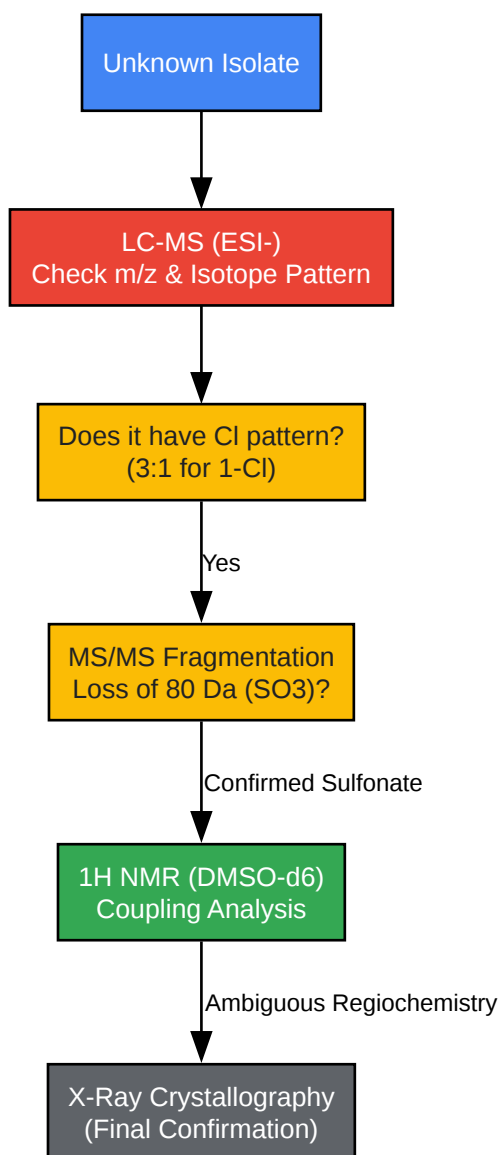 Unknown Isolate
LC-MS (ESI-)
Check m/z & Isotope Pattern
Does it have Cl pattern?
(3:1 for 1-Cl)
Yes
MS/MS Fragmentation
Loss of 80 Da (SO3)?
Confirmed Sulfonate
1H NMR (DMSO-d6)
Coupling Analysis
Ambiguous Regiochemistry
X-Ray Crystallography
(Final Confirmation)